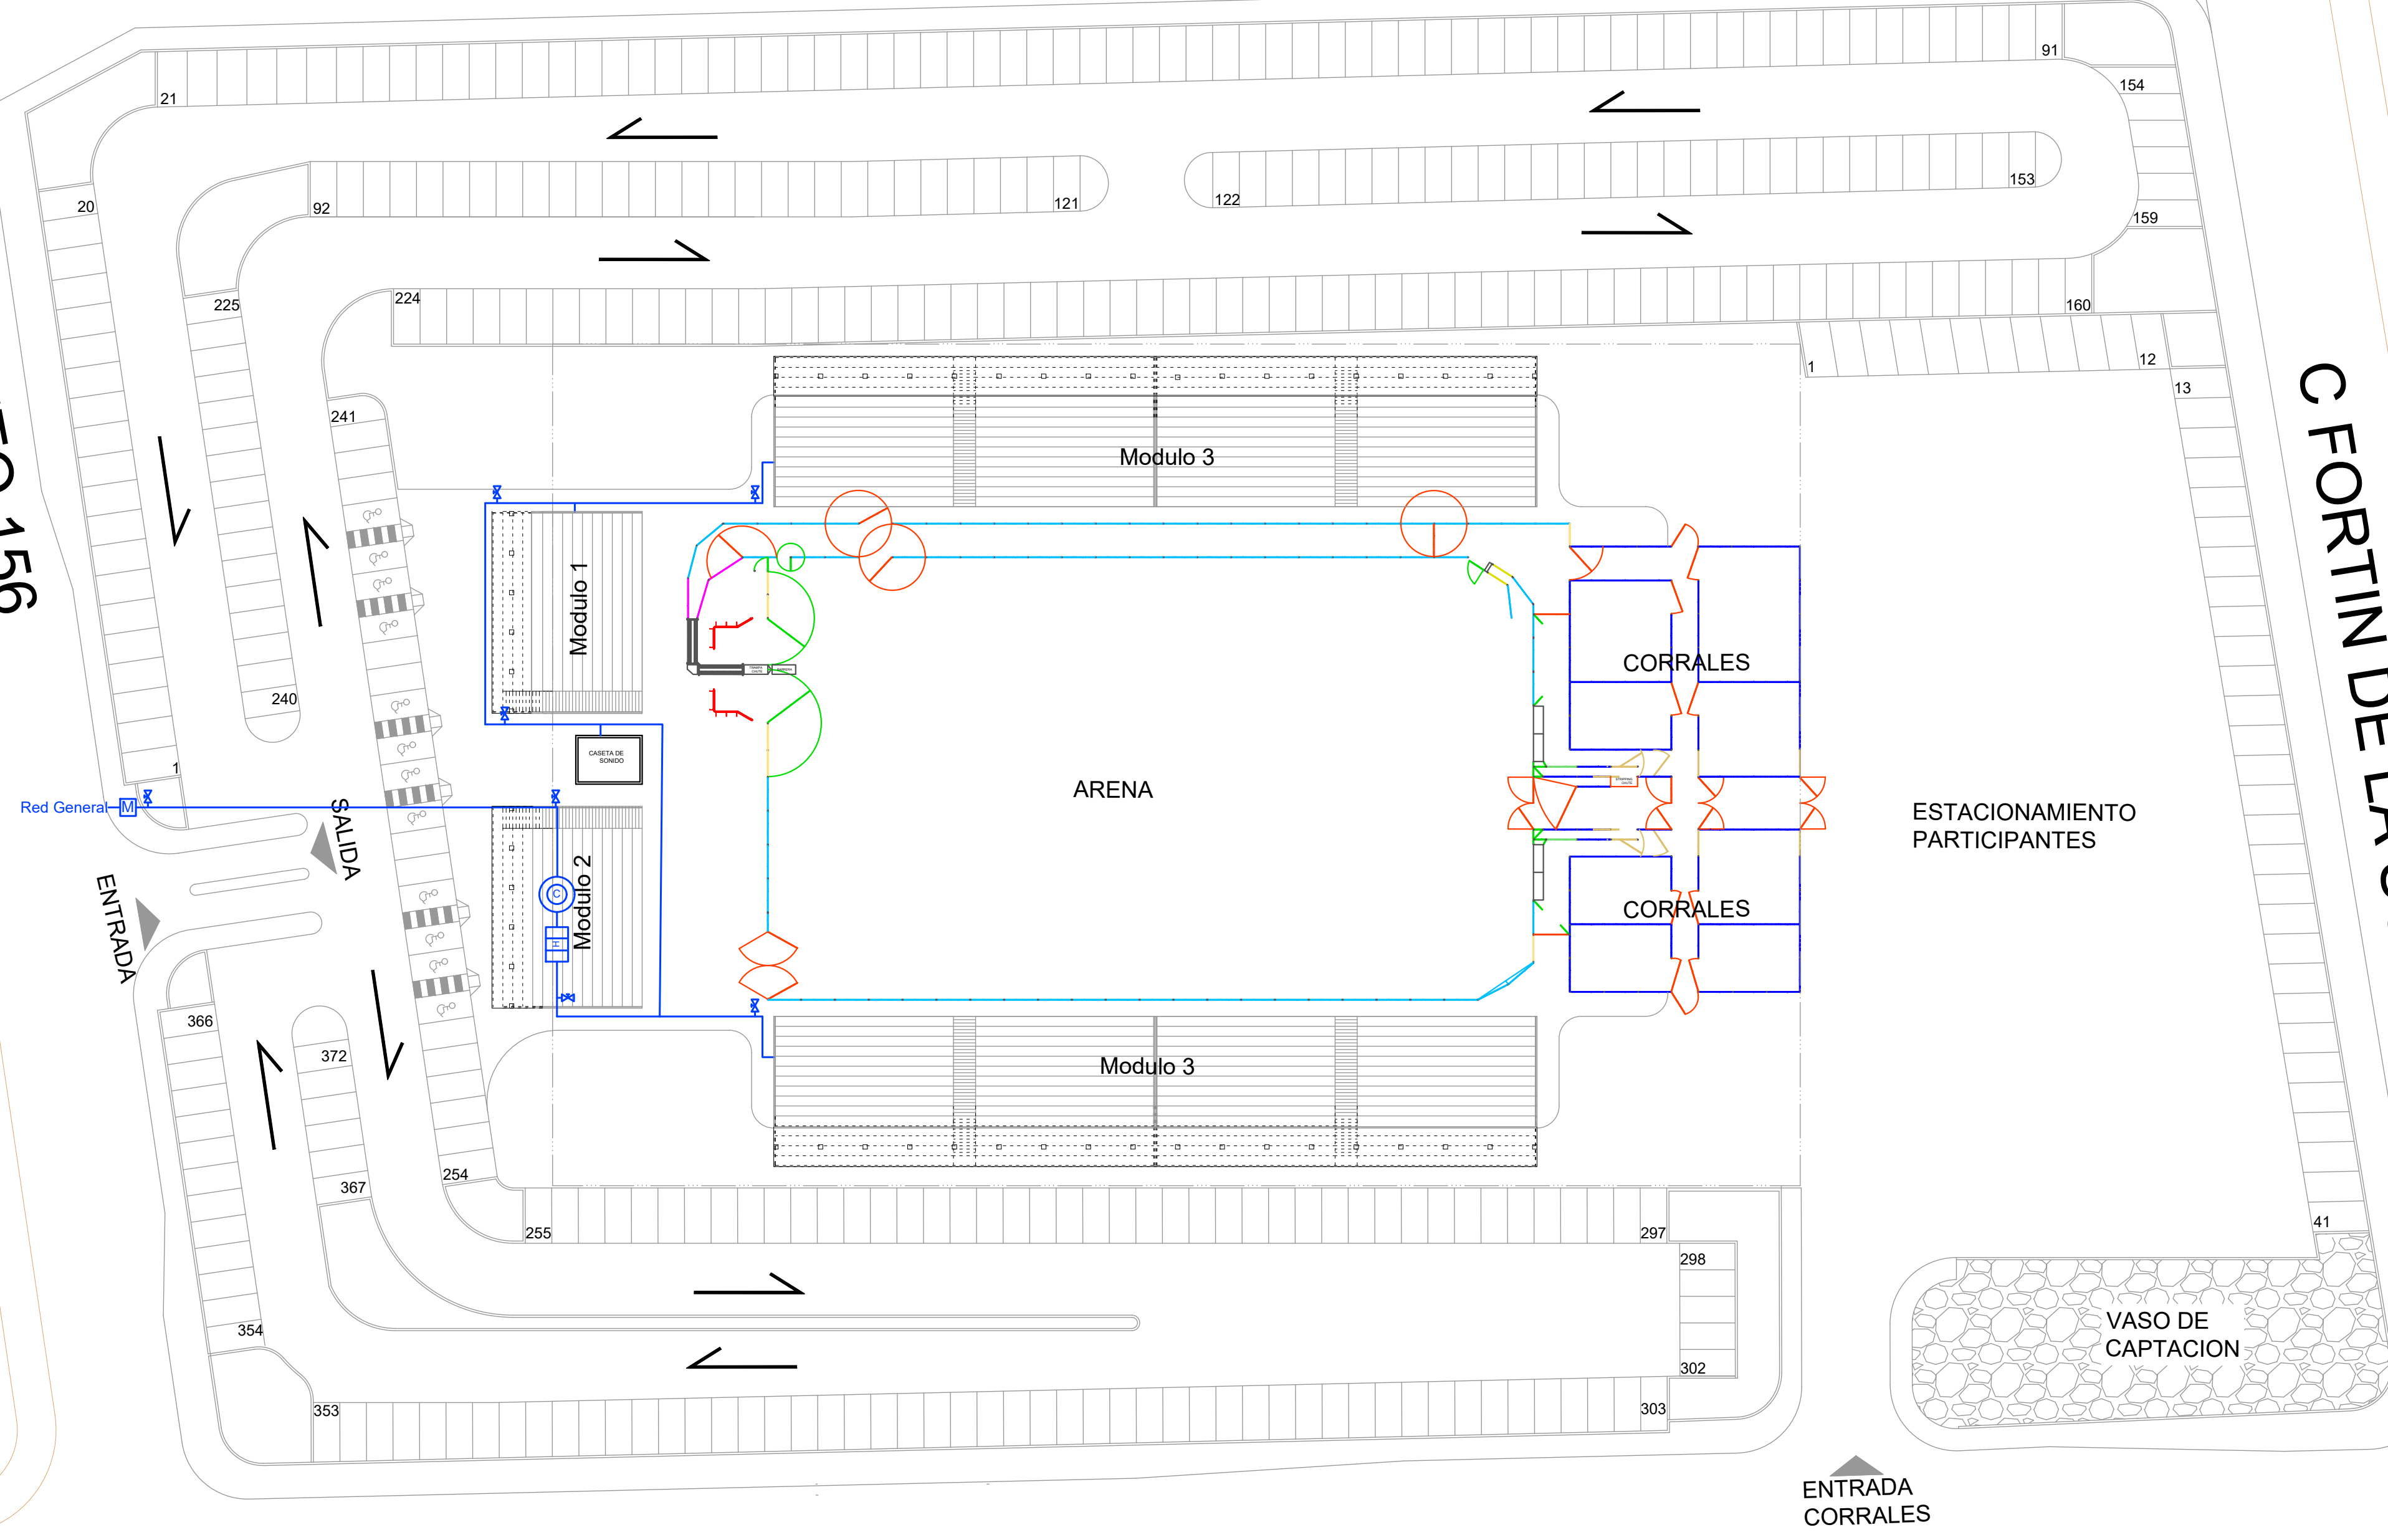 91
21
154
20
92
121
122
153
159
225
224
160
1
12
13
241
Modulo 3
Modulo 1
CORRALES
240
1
CASETA DE
SONIDO
ARENA
Red General
M
SALIDA
ENTRADA
Modulo 2
C
H
ESTACIONAMIENTO
PARTICIPANTES
CORRALES
C FORTIN DE LA
156
366
372
367
254
Modulo 3
255
297
298
41
354
353
302
303
VASO DE
CAPTACION
ENTRADA
CORRALES